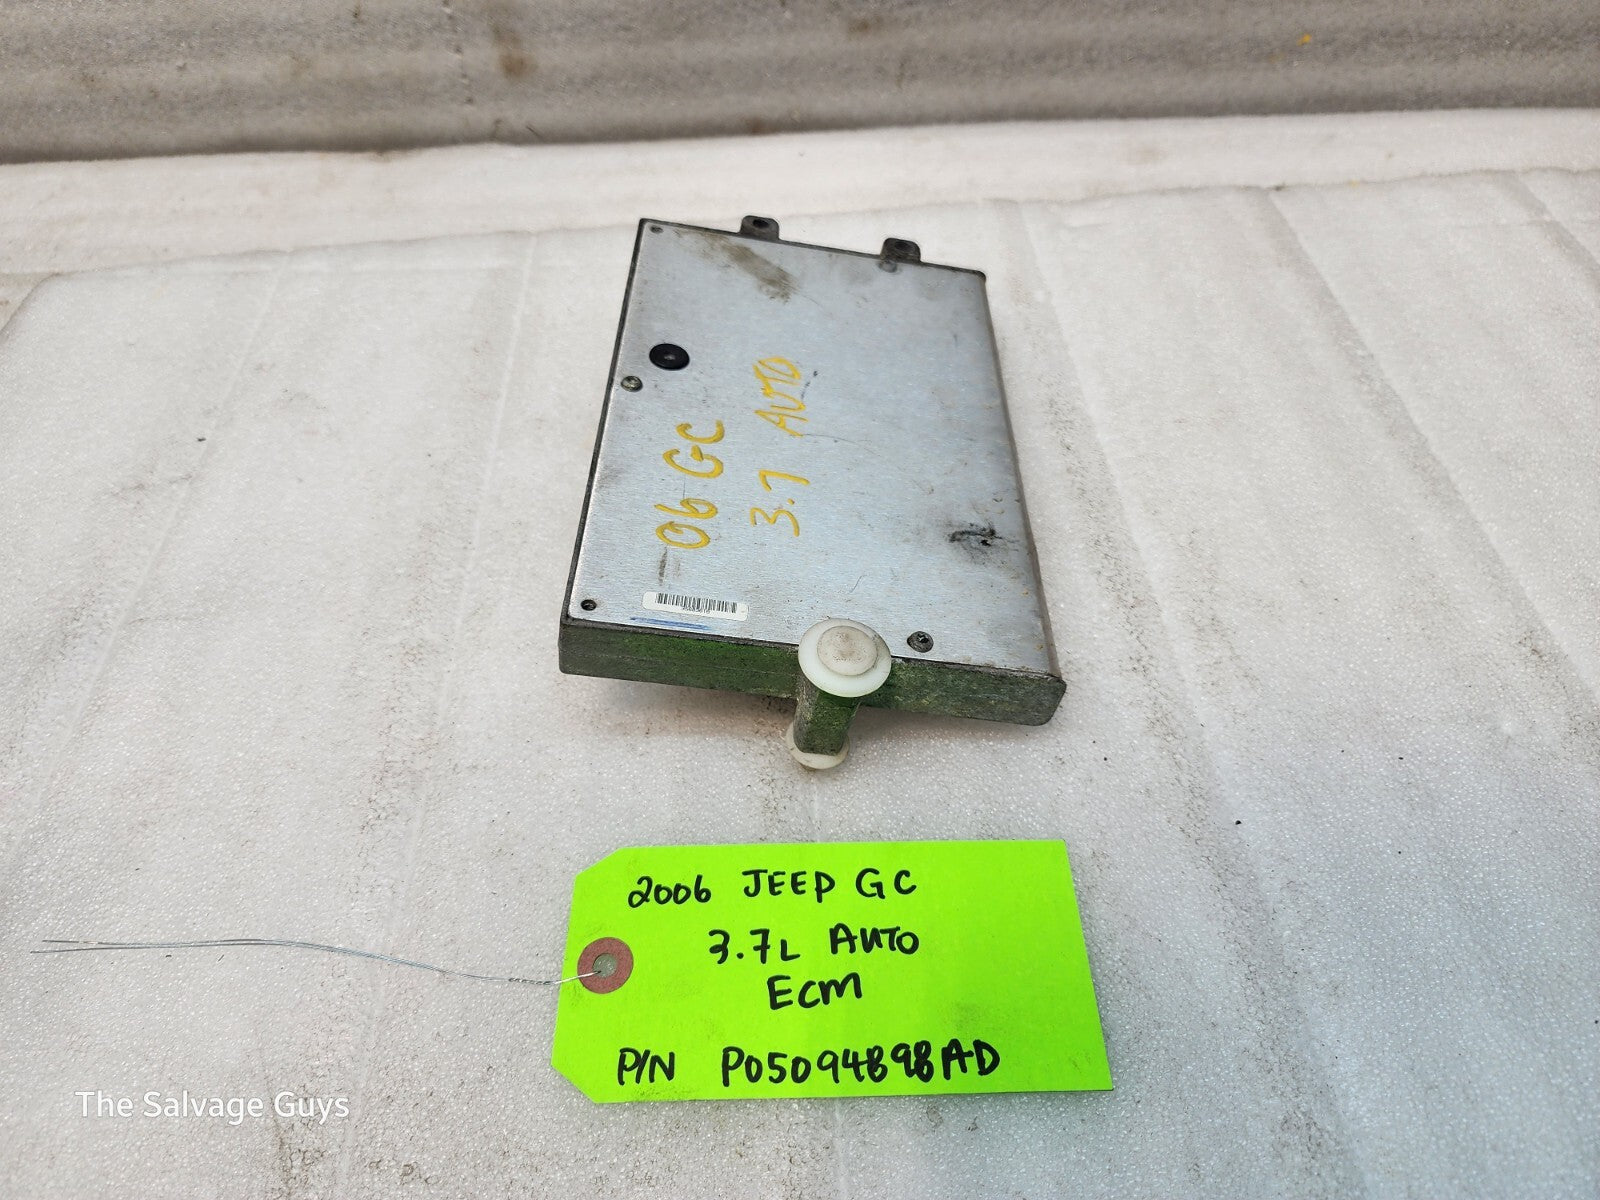 06 GC
3.7 AUTO
2006 JEEP GC
3.7L AUTO
ECM
P/N P05094898AD
The Salvage Guys